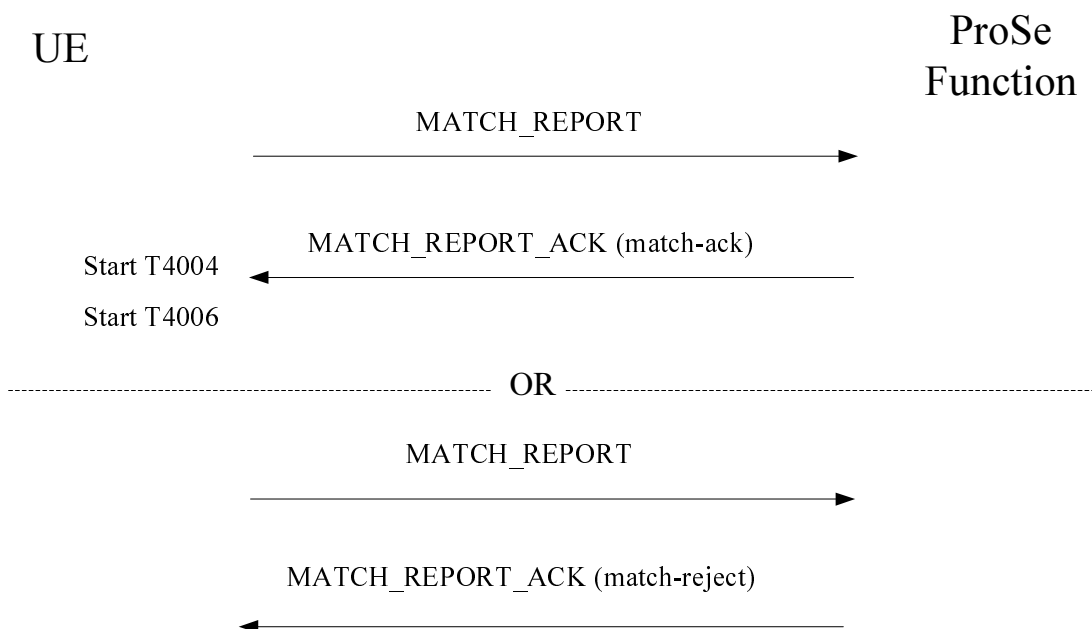 UE
ProSe
Function
MATCH_REPORT
MATCH_REPORT_ACK (match-ack)
Start T4004
Start T4006
OR
MATCH_REPORT
MATCH_REPORT_ACK (match-reject)